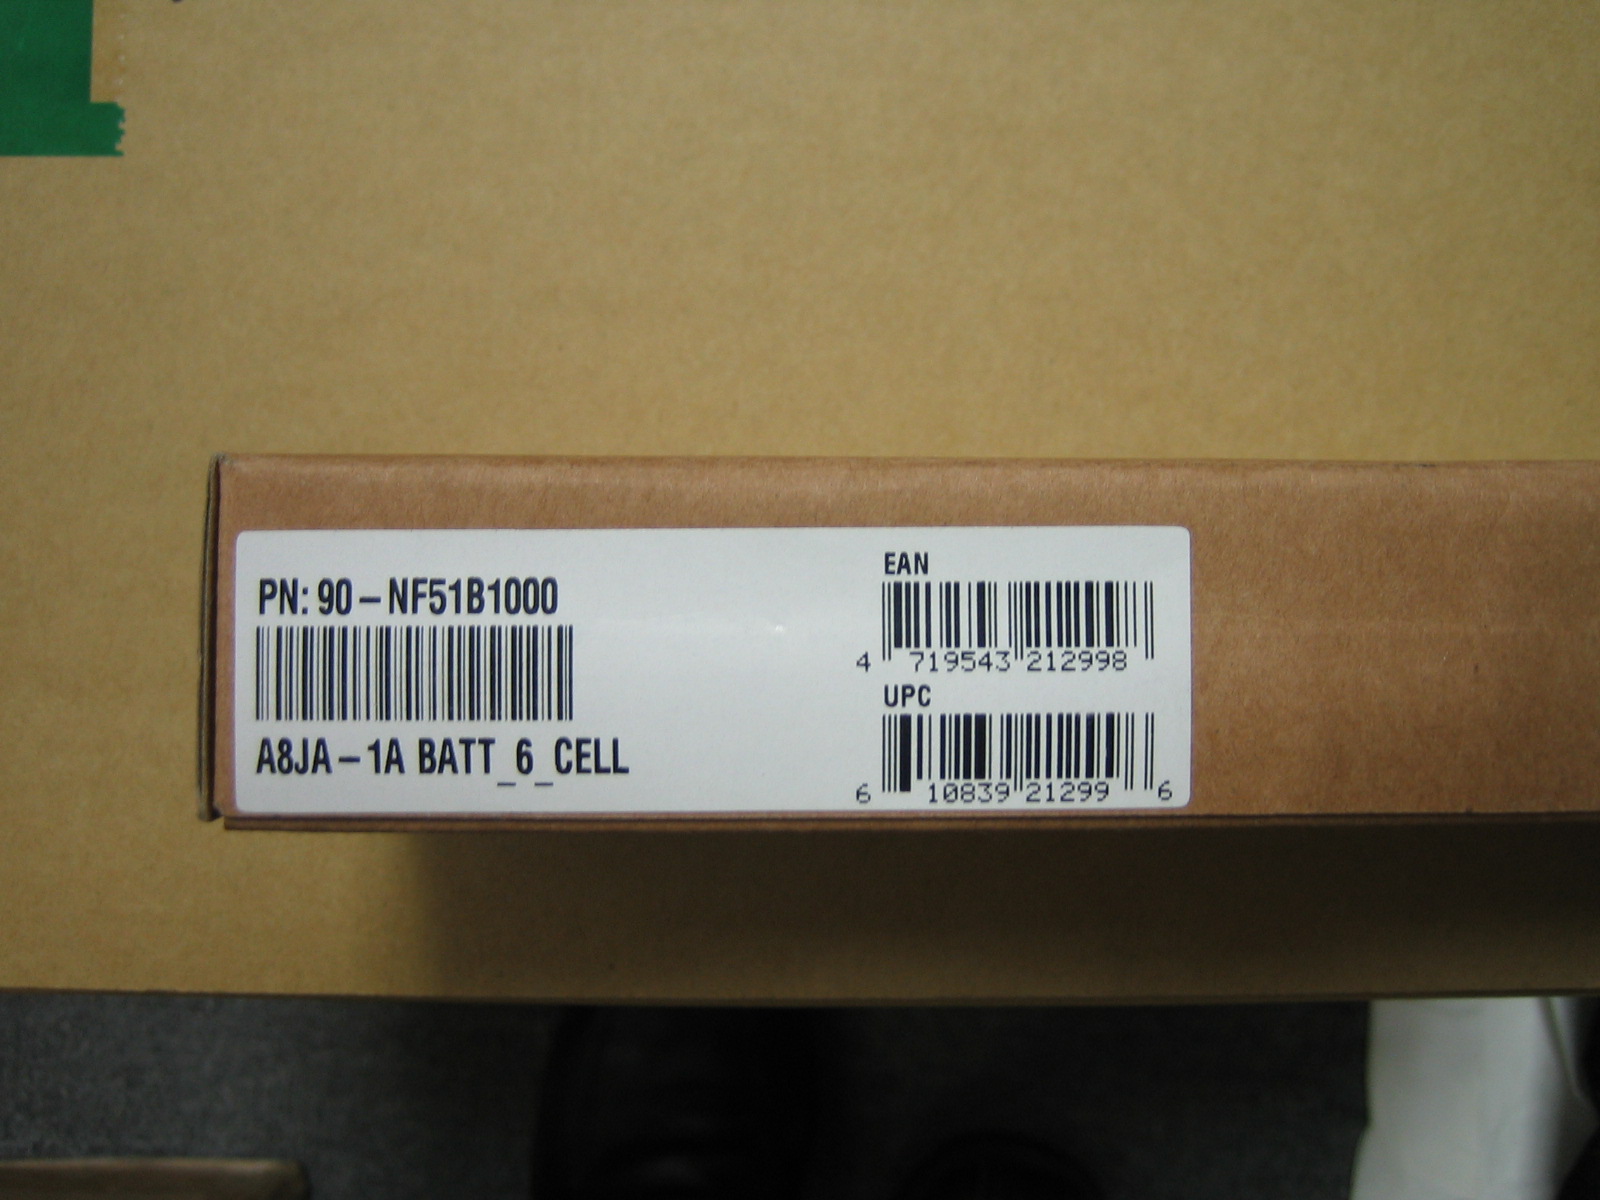 PN: 90–NF51B1000
A8JA–1A BATT_6_CELL
EAN
4 719543 212998
UPC
6 10839 21299 6